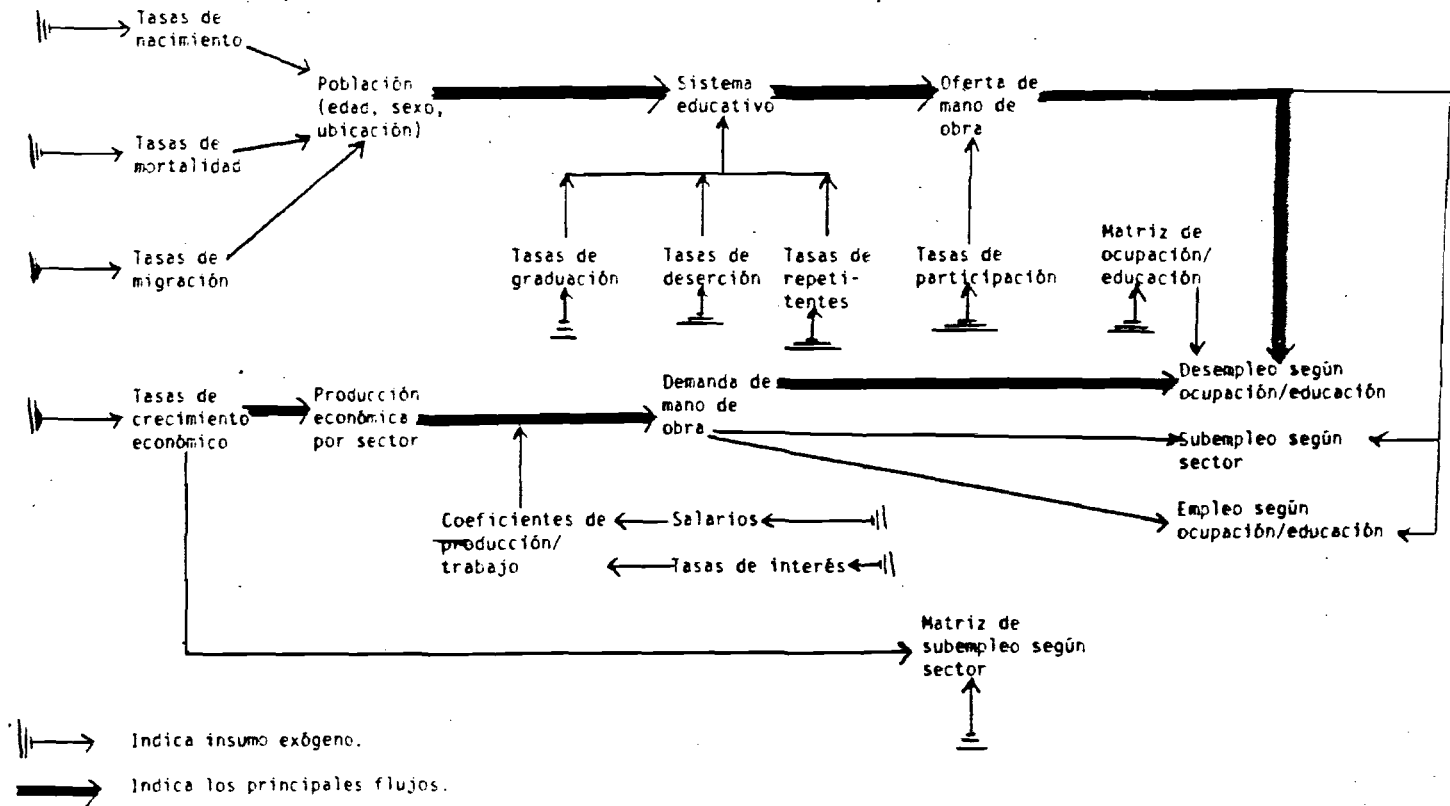 Tasas de
nacimiento
Población
(edad, sexo,
ubicación)
Sistema
educativo
Oferta de
mano de
obra
Tasas de
mortalidad
Tasas de
migración
Tasas de
graduación
Tasas de
deserción
Tasas de
repeti-
tentes
Tasas de
participación
Matriz de
ocupación/
educación
Tasas de
crecimiento
económico
Producción
económica
por sector
Demanda de
mano de
obra
Desempleo según
ocupación/educación
Subempleo según
sector
Empleo según
ocupación/educación
Coeficientes de
producción/
trabajo
Salarios
Tasas de interés
Matriz de
subempleo según
sector
Indica insumo exógeno.
Indica los principales flujos.